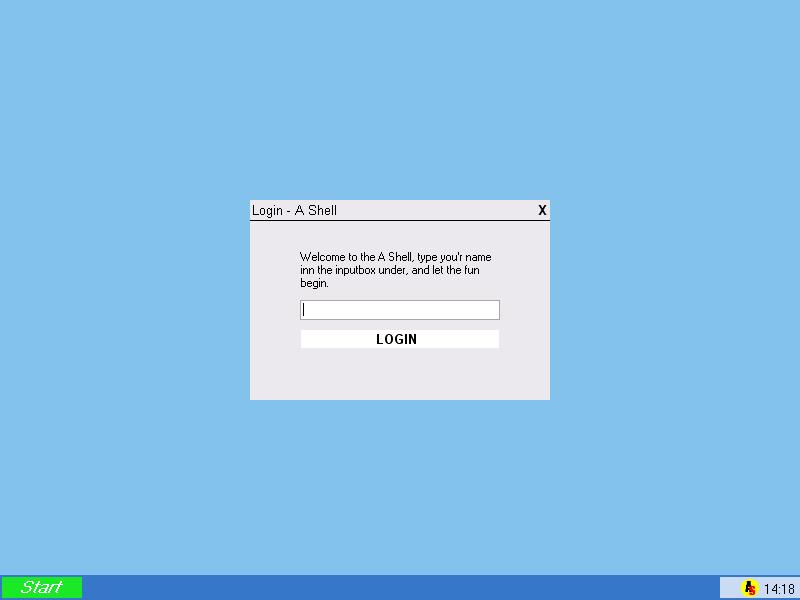 Login - A Shell X
Welcome to the A Shell, type you'r name
inn the inputbox under, and let the fun
begin.
LOGIN
Start
AS 14:18